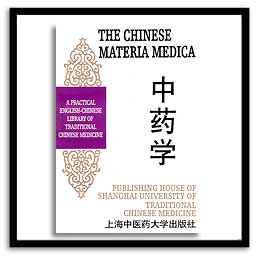 THE CHINESE
MATERIA MEDICA
中药学
A PRACTICAL
ENGLISH-CHINESE
LIBRARY OF
TRADITIONAL
CHINESE MEDICINE
PUBLISHING HOUSE OF
SHANGHAI UNIVERSITY OF
TRADITIONAL
CHINESE MEDICINE
上海中医药大学出版社